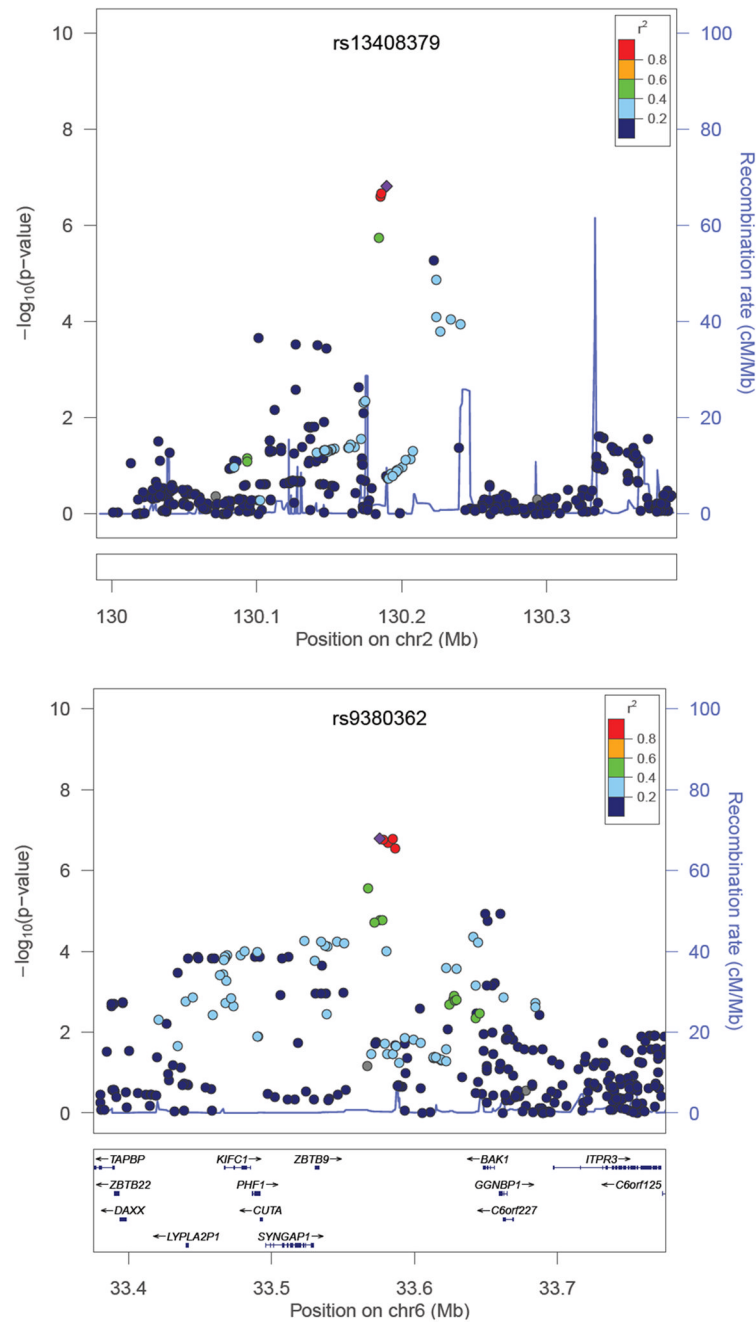 rs13408379
r2
0.8
0.6
0.4
0.2
10
8
6
4
2
0
−log10(p−value)
100
80
60
40
20
0
Recombination rate (cM/Mb)
130
130.1
130.2
130.3
Position on chr2 (Mb)
rs9380362
r2
0.8
0.6
0.4
0.2
10
8
6
4
2
0
−log10(p−value)
100
80
60
40
20
0
Recombination rate (cM/Mb)
←TAPBP
KIFC1→
ZBTB9→
←BAK1
ITPR3→
←ZBTB22
PHF1→
GGNBP1→
←C6orf125
←DAXX
←CUTA
←C6orf227
←LYPLA2P1
SYNGAP1→
33.4
33.5
33.6
33.7
Position on chr6 (Mb)